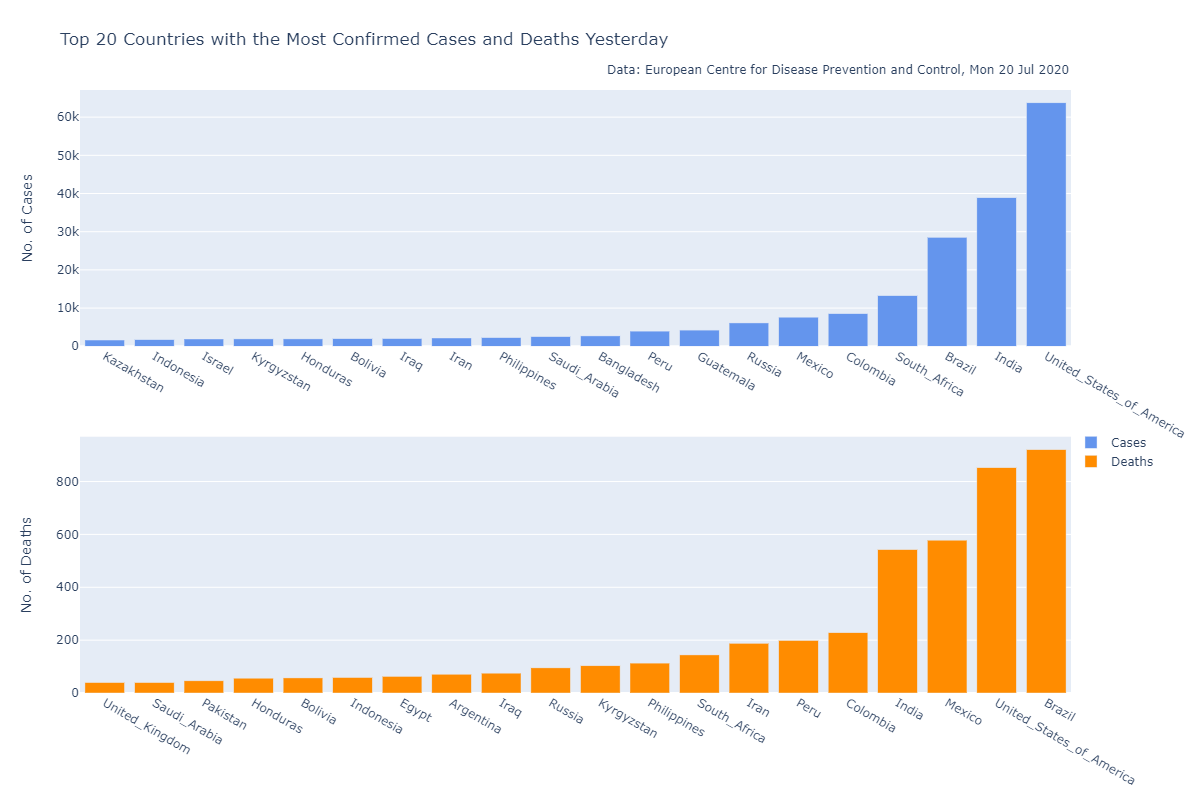 Top 20 Countries with the Most Confirmed Cases and Deaths Yesterday
Data: European Centre for Disease Prevention and Control, Mon 20 Jul 2020
No. of Cases
60k
50k
40k
30k
20k
10k
0
Kazakhstan
Indonesia
Israel
Kyrgyzstan
Honduras
Bolivia
Iraq
Iran
Philippines
Saudi_Arabia
Bangladesh
Peru
Guatemala
Russia
Mexico
Colombia
South_Africa
Brazil
India
United_States_of_America
Cases
Deaths
No. of Deaths
800
600
400
200
0
United_Kingdom
Saudi_Arabia
Pakistan
Honduras
Bolivia
Indonesia
Egypt
Argentina
Iraq
Russia
Kyrgyzstan
Philippines
South_Africa
Iran
Peru
Colombia
India
Mexico
United_States_of_America
Brazil